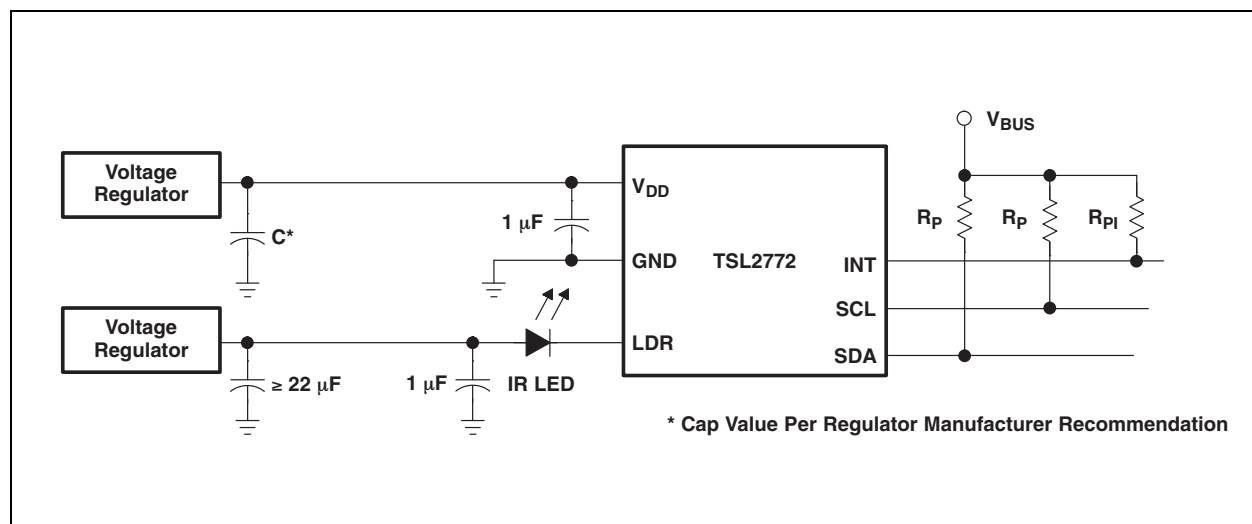 Voltage
Regulator
C*
1 μF
V_DD
GND
TSL2772
LDR
INT
SCL
SDA
V_BUS
R_P
R_P
R_PI
Voltage
Regulator
≥ 22 μF
1 μF
IR LED
* Cap Value Per Regulator Manufacturer Recommendation